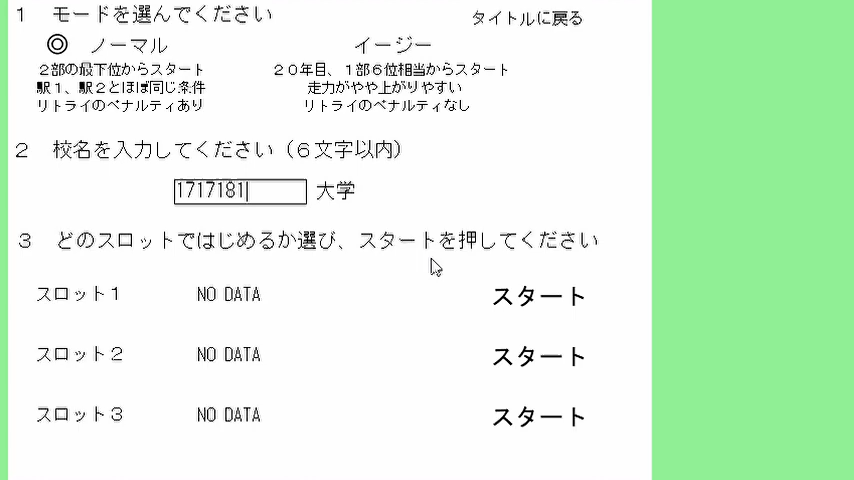 １　モードを選んでください
タイトルに戻る
◎　ノーマル　イージー
２部の最下位からスタート　２０年目、１部６位相当からスタート
駅１、駅２とほぼ同じ条件　走力がやや上がりやすい
リトライのペナルティあり　リトライのペナルティなし
２　校名を入力してください（６文字以内）
1717181 大学
３　どのスロットではじめるか選び、スタートを押してください
スロット１　NO DATA　スタート
スロット２　NO DATA　スタート
スロット３　NO DATA　スタート